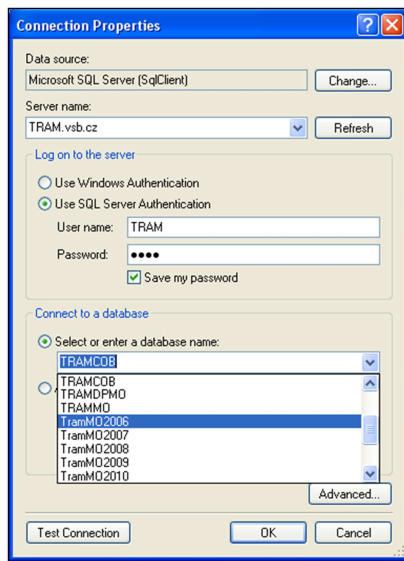 Connection Properties
Data source:
Microsoft SQL Server (SqlClient)
Change...
Server name:
TRAM.vsb.cz
Refresh
Log on to the server
Use Windows Authentication
Use SQL Server Authentication
User name:
TRAM
Password:
●●●●
Save my password
Connect to a database
Select or enter a database name:
TRAMCOB
TRAMCOB
TRAMDPMO
TRAMMO
TramMO2006
TramMO2007
TramMO2008
TramMO2009
TramMO2010
Advanced...
Test Connection
OK
Cancel